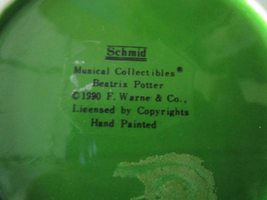 Schmid
Musical Collectibles®
Beatrix Potter
©1990 F. Warne & Co.,
Licensed by Copyrights
Hand Painted